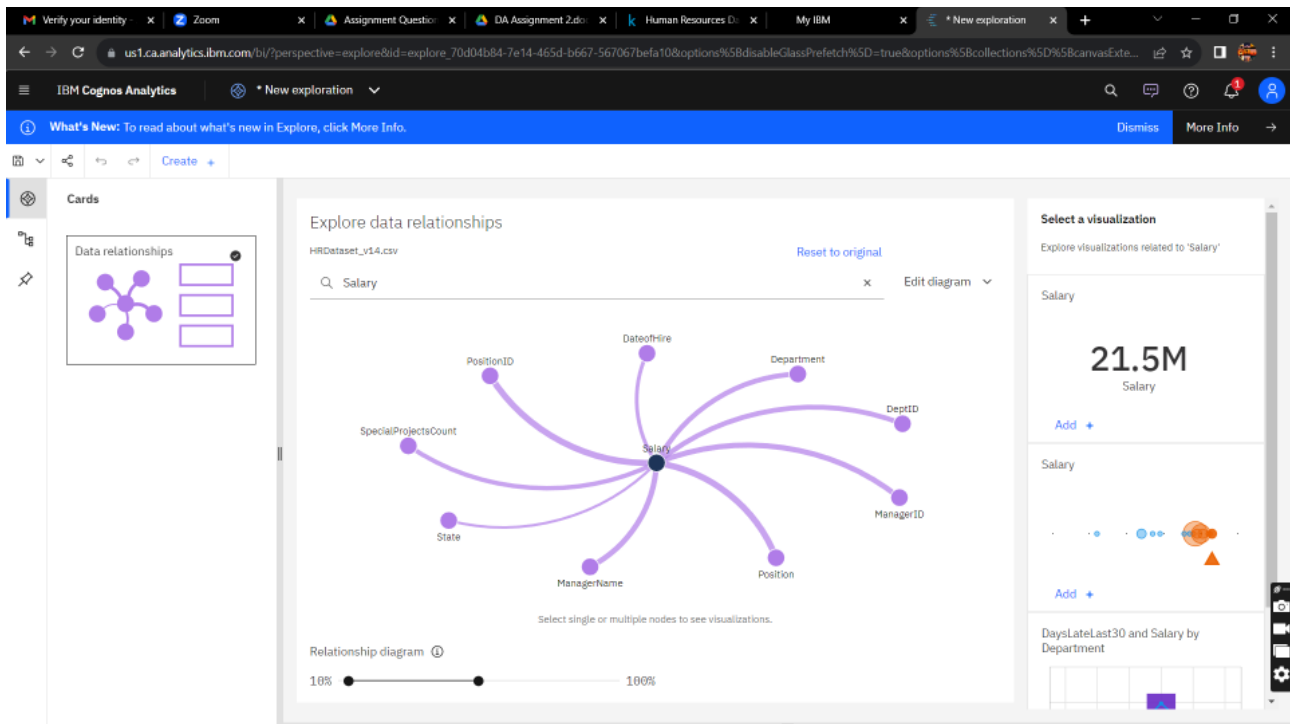 Verify your identity -
Zoom
Assignment Question
DA Assignment 2.do
Human Resources Da
My IBM
* New exploration
us1.ca.analytics.ibm.com/bi/?perspective=explore&id=explore_70d04b84-7e14-465d-b667-567067befa10&options%5BdisableGlassPrefetch%5D=true&options%5Bcollections%5D%5BcanvasExte...
IBM Cognos Analytics
* New exploration
1
What's New: To read about what's new in Explore, click More Info.
Dismiss
More Info
Create +
Cards
Data relationships
Explore data relationships
HRDataset_v14.csv
Reset to original
Salary
Edit diagram
DateofHire
PositionID
Department
SpecialProjectsCount
DeptID
Salary
ManagerID
State
Position
ManagerName
Select single or multiple nodes to see visualizations.
Relationship diagram
10%
100%
Select a visualization
Explore visualizations related to 'Salary'
Salary
21.5M
Salary
Add +
Salary
Add +
DaysLateLast30 and Salary by
Department